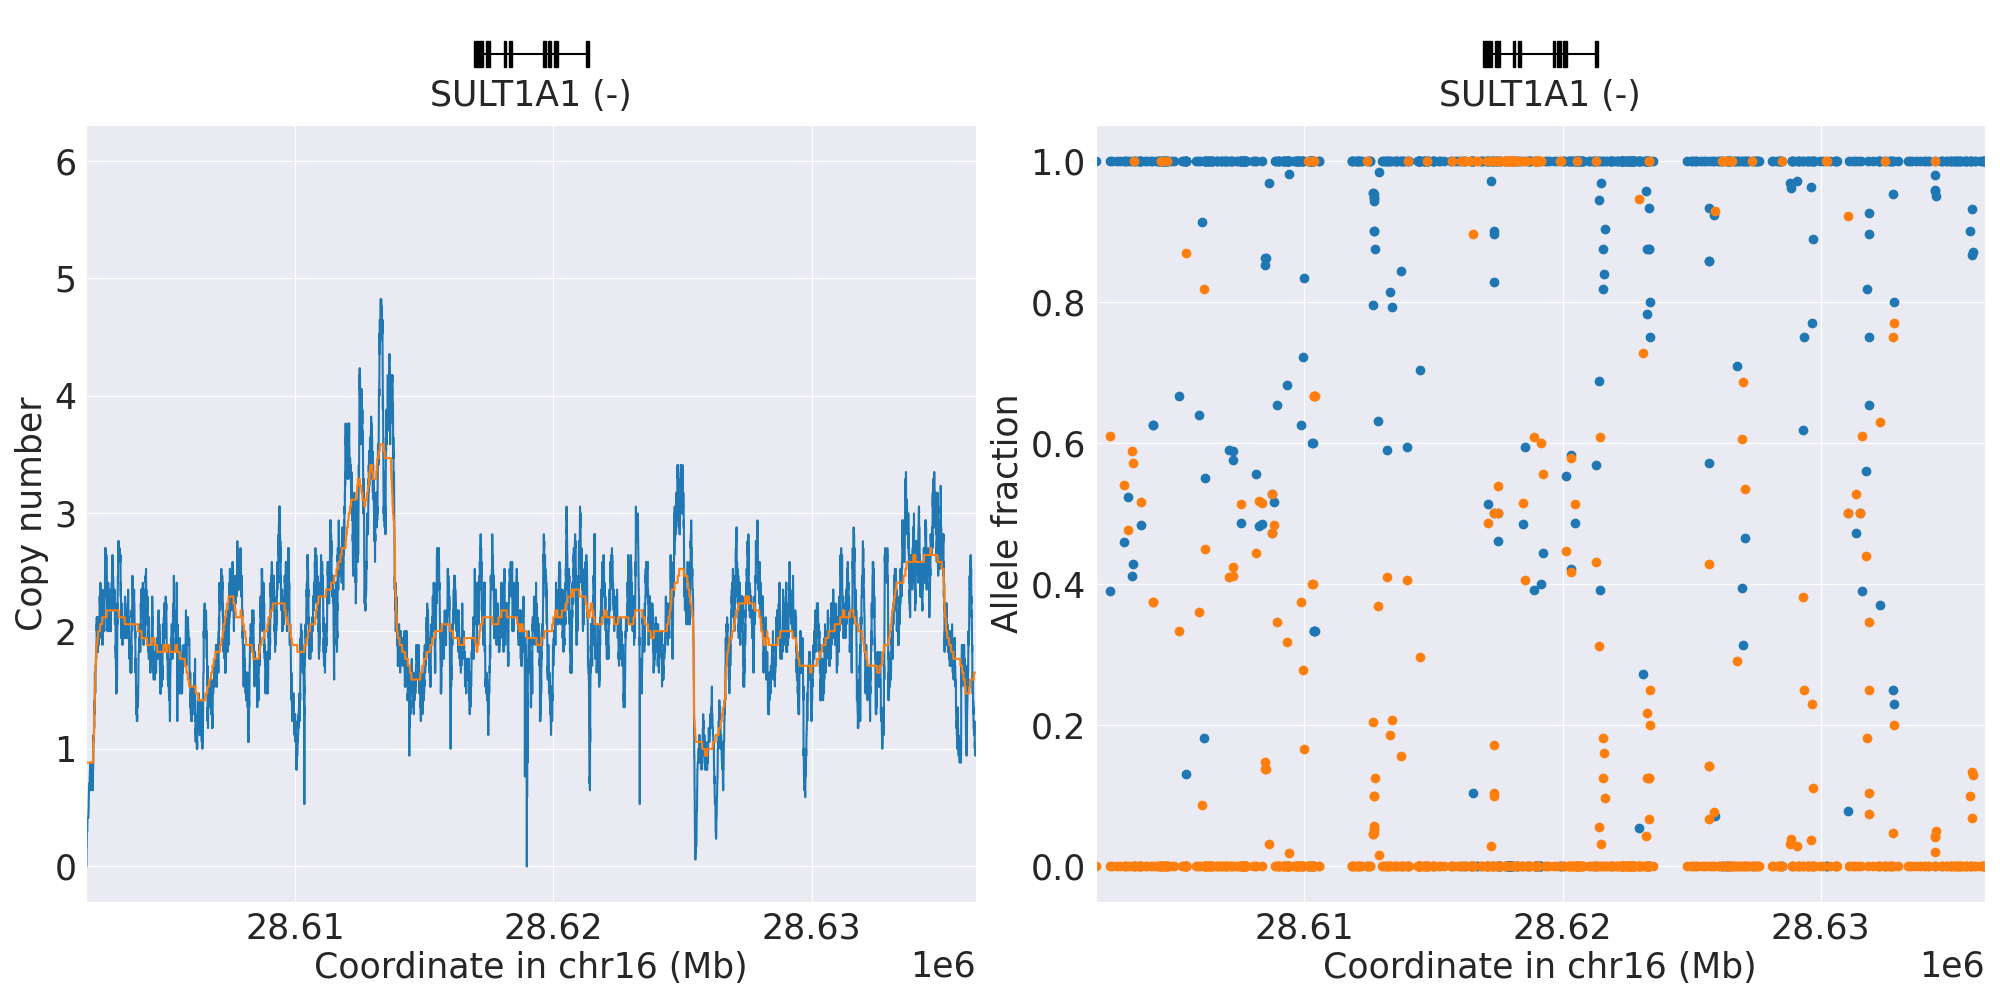 SULT1A1 (-)
6
5
4
3
2
1
0
Copy number
28.61
28.62
28.63
Coordinate in chr16 (Mb)
1e6
SULT1A1 (-)
1.0
0.8
0.6
0.4
0.2
0.0
Allele fraction
28.61
28.62
28.63
Coordinate in chr16 (Mb)
1e6